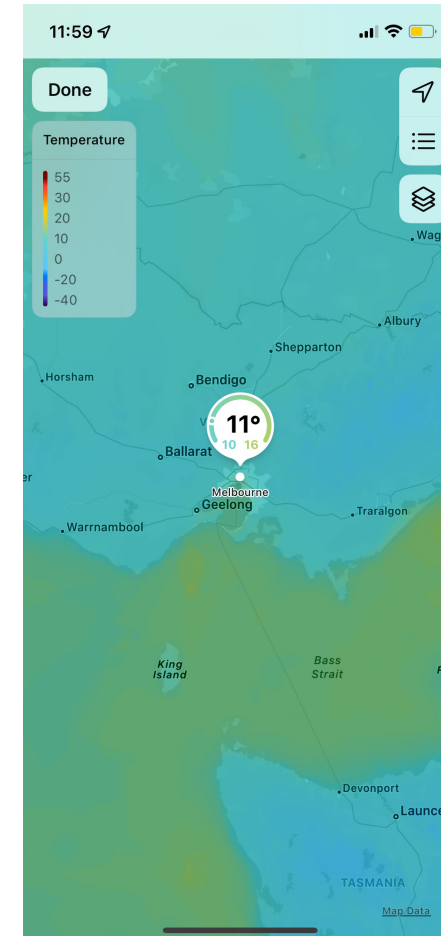 11:59
Done
Temperature
55
30
20
10
0
-20
-40
Wag
Albury
Shepparton
Horsham
Bendigo
V
11°
10 16
Ballarat
er
Melbourne
Geelong
Traralgon
Warrnambool
King
Island
Bass
Strait
F
Devonport
Launce
TASMANIA
Map Data